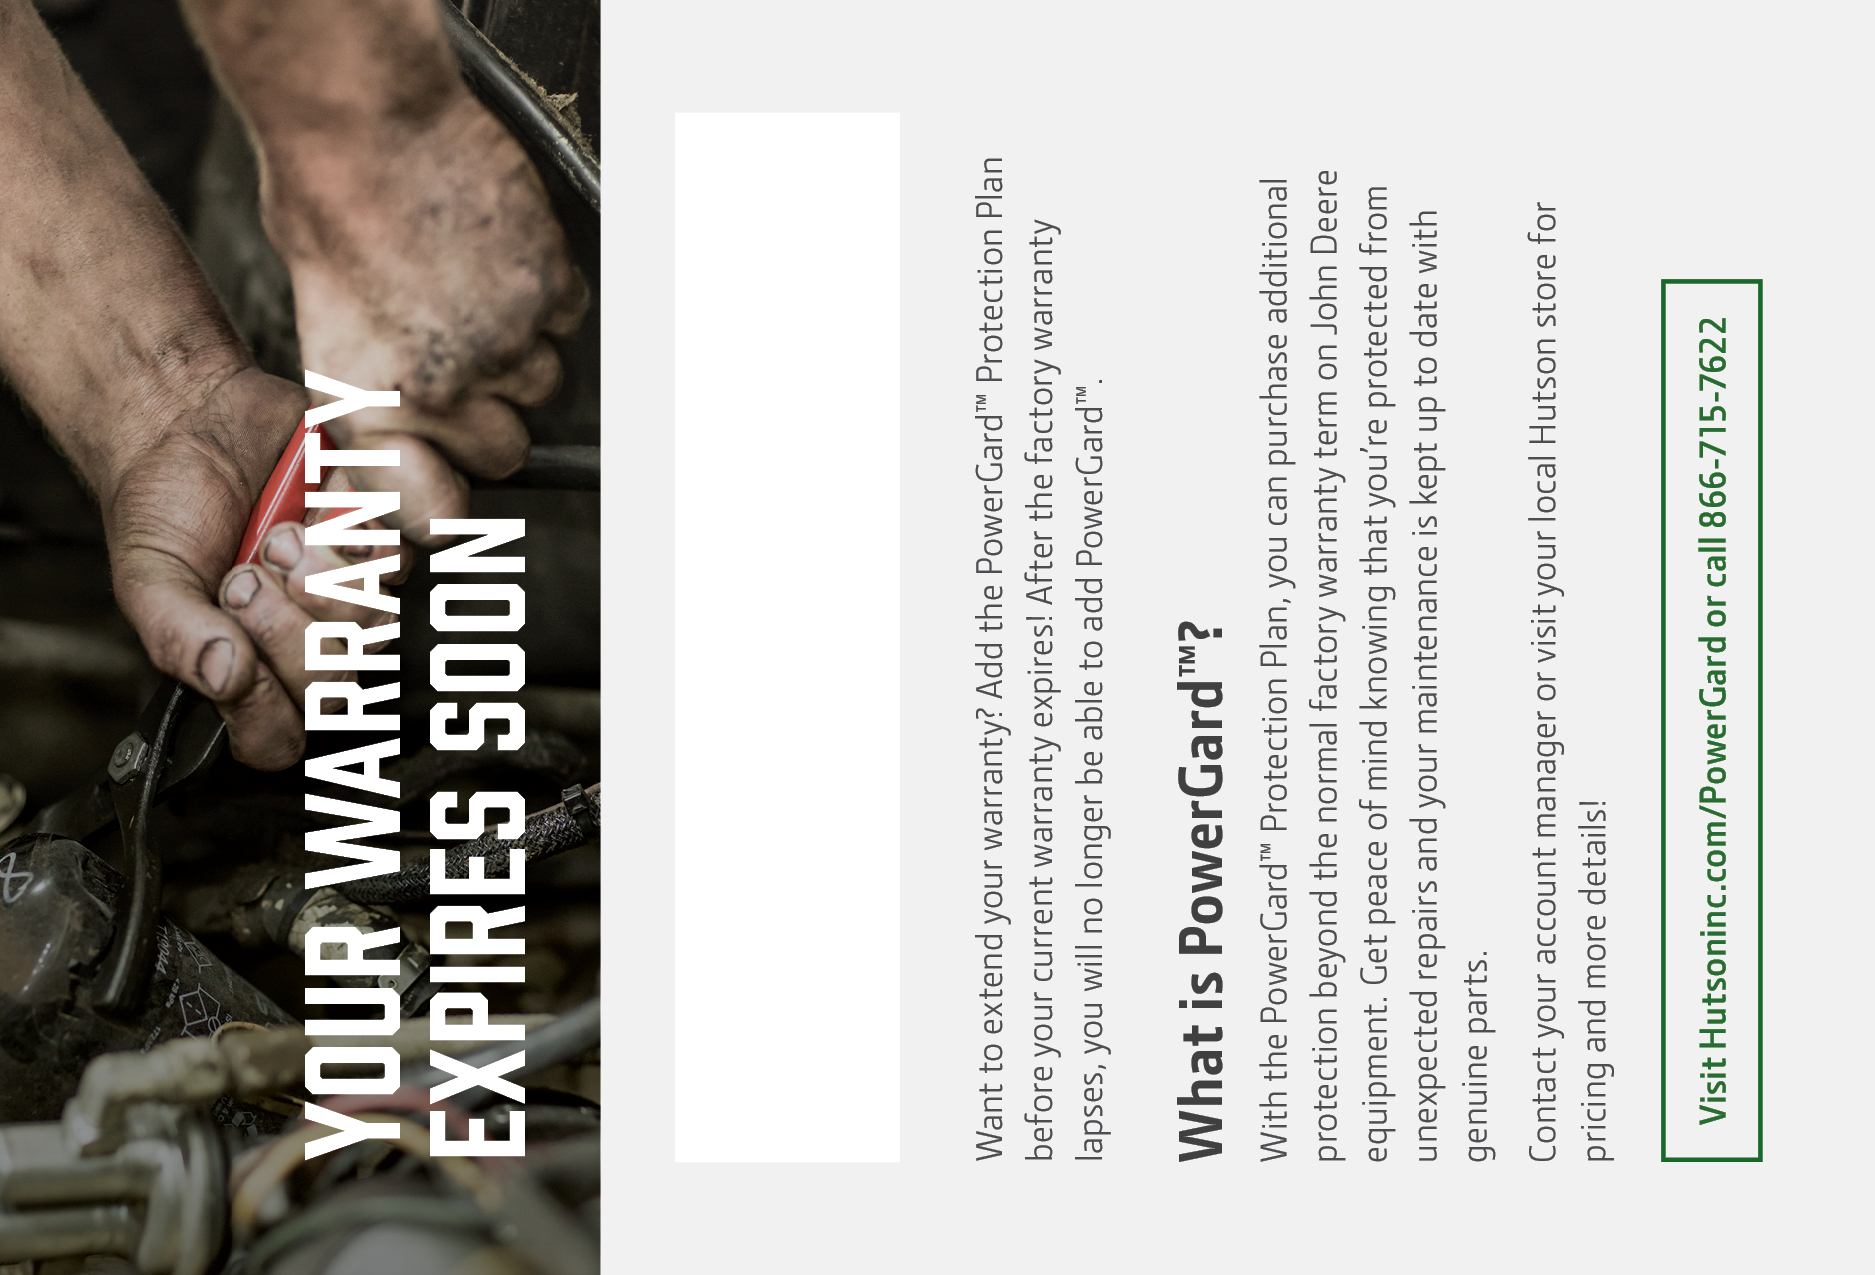 YOUR WARRANTY
EXPIRES SOON
Want to extend your warranty? Add the PowerGard™ Protection Plan
before your current warranty expires! After the factory warranty
lapses, you will no longer be able to add PowerGard™ .
What is PowerGard™?
With the PowerGard™ Protection Plan, you can purchase additional
protection beyond the normal factory warranty term on John Deere
equipment. Get peace of mind knowing that you’re protected from
unexpected repairs and your maintenance is kept up to date with
genuine parts.
Contact your account manager or visit your local Hutson store for
pricing and more details!
Visit Hutsoninc.com/PowerGard or call 866-715-7622